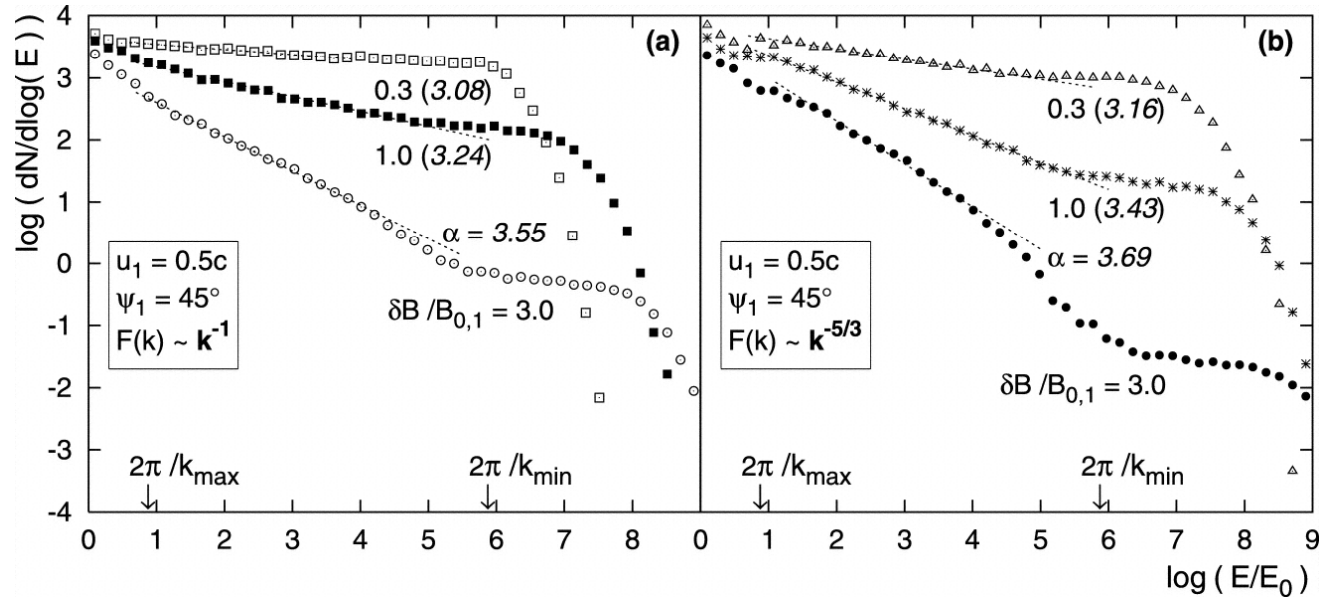 log ( dN/dlog( E )
4
3
2
1
0
-1
-2
-3
-4
(a)
0.3 (3.08)
1.0 (3.24)
α = 3.55
δB /B0,1 = 3.0
u1 = 0.5c
ψ1 = 45°
F(k) ~ k-1
2π /kmax
2π /kmin
0 1 2 3 4 5 6 7 8
(b)
0.3 (3.16)
1.0 (3.43)
α = 3.69
δB /B0,1 = 3.0
u1 = 0.5c
ψ1 = 45°
F(k) ~ k-5/3
2π /kmax
2π /kmin
0 1 2 3 4 5 6 7 8 9
log ( E/E0 )